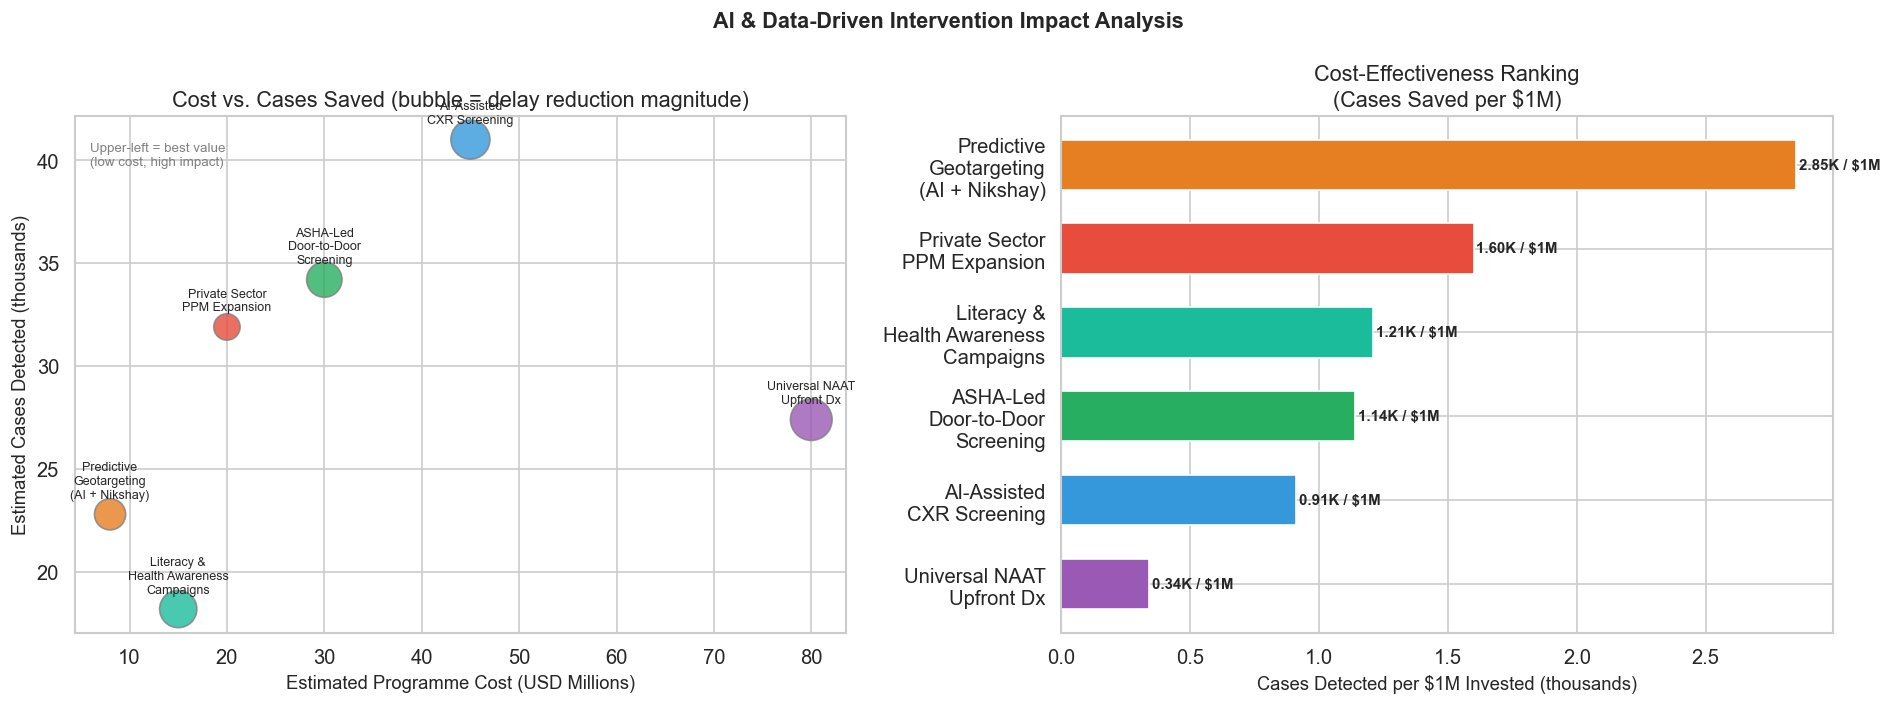 AI & Data-Driven Intervention Impact Analysis
Cost vs. Cases Saved (bubble = delay reduction magnitude)
Upper-left = best value
(low cost, high impact)
AI-Assisted
CXR Screening
ASHA-Led
Door-to-Door
Screening
Private Sector
PPM Expansion
Universal NAAT
Upfront Dx
Predictive
Geotargeting
(AI + Nikshay)
Literacy &
Health Awareness
Campaigns
Estimated Cases Detected (thousands)
40
35
30
25
20
10 20 30 40 50 60 70 80
Estimated Programme Cost (USD Millions)
Cost-Effectiveness Ranking
(Cases Saved per $1M)
Predictive
Geotargeting
(AI + Nikshay)
2.85K / $1M
Private Sector
PPM Expansion
1.60K / $1M
Literacy &
Health Awareness
Campaigns
1.21K / $1M
ASHA-Led
Door-to-Door
Screening
1.14K / $1M
AI-Assisted
CXR Screening
0.91K / $1M
Universal NAAT
Upfront Dx
0.34K / $1M
0.0 0.5 1.0 1.5 2.0 2.5
Cases Detected per $1M Invested (thousands)